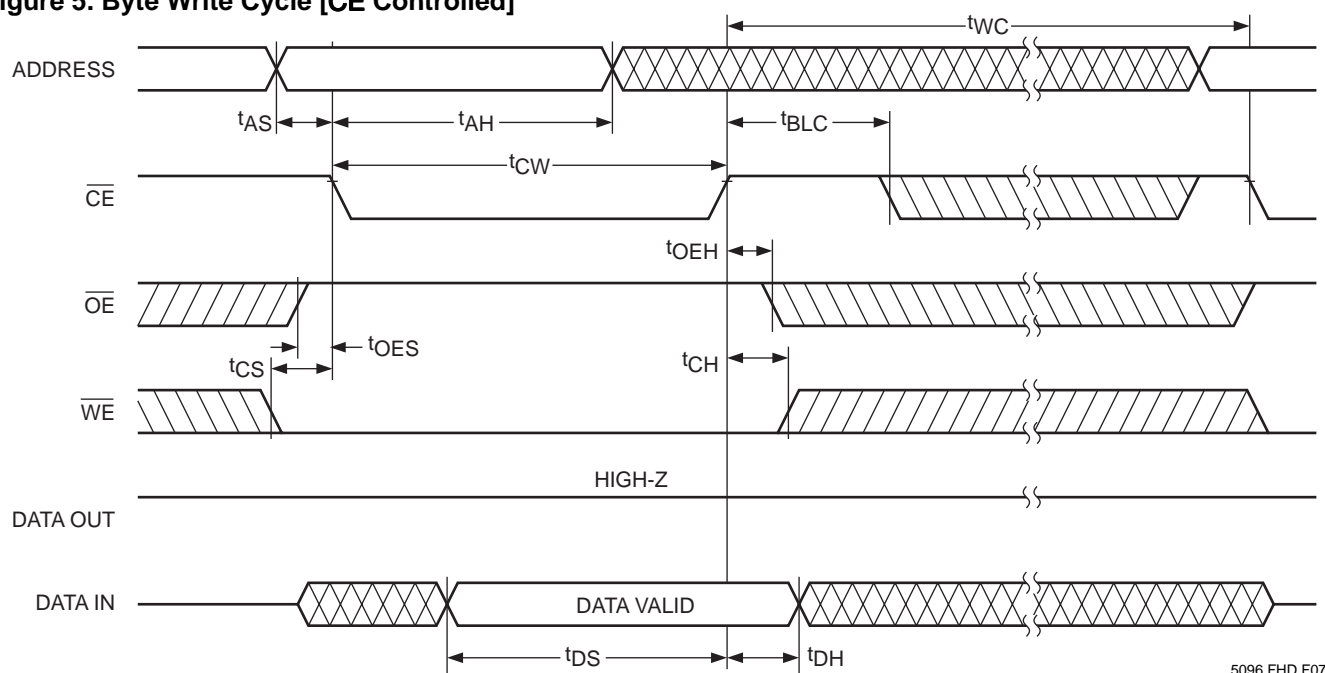 Figure 5. Byte Write Cycle [CE Controlled]
tWC
ADDRESS
tAS
tAH
tBLC
tCW
CE
tOEH
OE
tOES
tCS
tCH
WE
HIGH-Z
DATA OUT
DATA IN
DATA VALID
tDS
tDH
5096 FHD F07